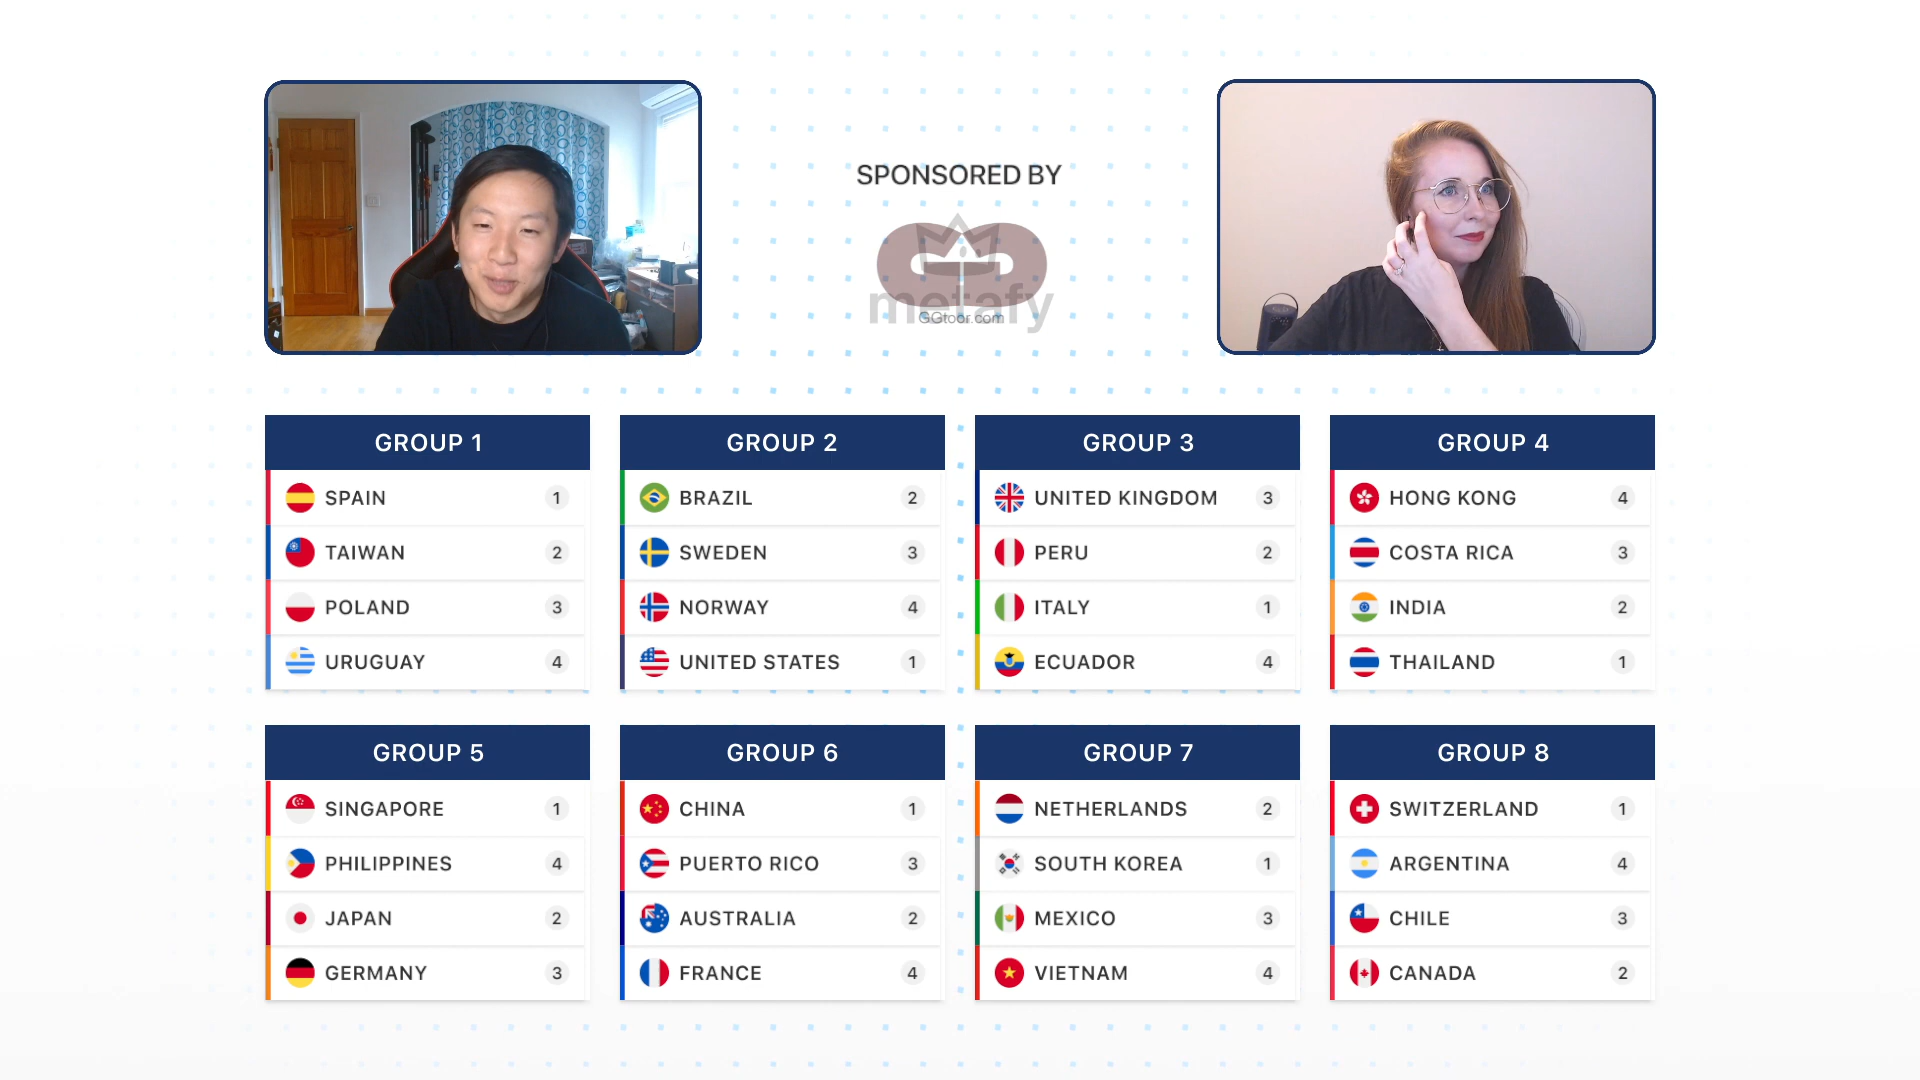 SPONSORED BY
metafy
GGtoor.com
GROUP 1
SPAIN 1
TAIWAN 2
POLAND 3
URUGUAY 4
GROUP 2
BRAZIL 2
SWEDEN 3
NORWAY 4
UNITED STATES 1
GROUP 3
UNITED KINGDOM 3
PERU 2
ITALY 1
ECUADOR 4
GROUP 4
HONG KONG 4
COSTA RICA 3
INDIA 2
THAILAND 1
GROUP 5
SINGAPORE 1
PHILIPPINES 4
JAPAN 2
GERMANY 3
GROUP 6
CHINA 1
PUERTO RICO 3
AUSTRALIA 2
FRANCE 4
GROUP 7
NETHERLANDS 2
SOUTH KOREA 1
MEXICO 3
VIETNAM 4
GROUP 8
SWITZERLAND 1
ARGENTINA 4
CHILE 3
CANADA 2